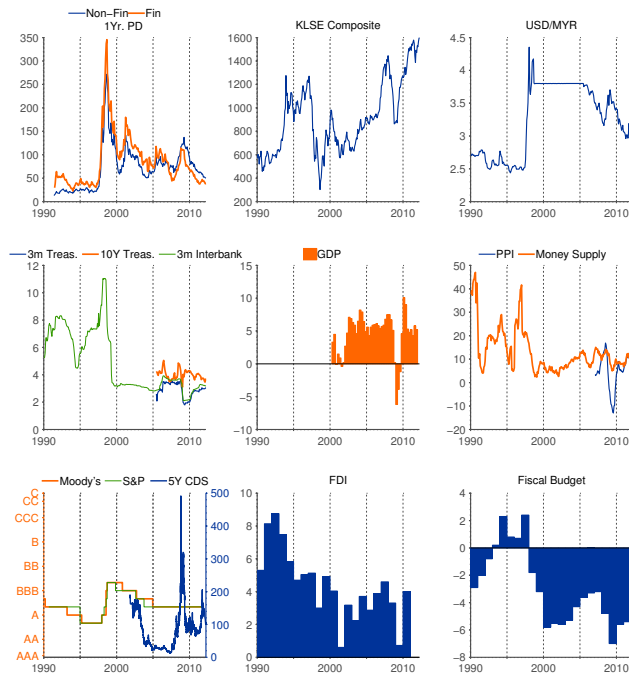 Non−Fin Fin
1Yr. PD
350
300
250
200
150
100
50
0
1990 2000 2010
KLSE Composite
1600
1400
1200
1000
800
600
400
200
1990 2000 2010
USD/MYR
4.5
4
3.5
3
2.5
2
1990 2000 2010
3m Treas. 10Y Treas. 3m Interbank
12
10
8
6
4
2
0
1990 2000 2010
GDP
15
10
5
0
−5
−10
1990 2000 2010
PPI Money Supply
50
40
30
20
10
0
−10
−20
1990 2000 2010
Moody's S&P 5Y CDS
C
CC
CCC
B
BB
BBB
A
AA
AAA
500
400
300
200
100
0
1990 2000 2010
FDI
10
8
6
4
2
0
1990 2000 2010
Fiscal Budget
4
2
0
−2
−4
−6
−8
1990 2000 2010